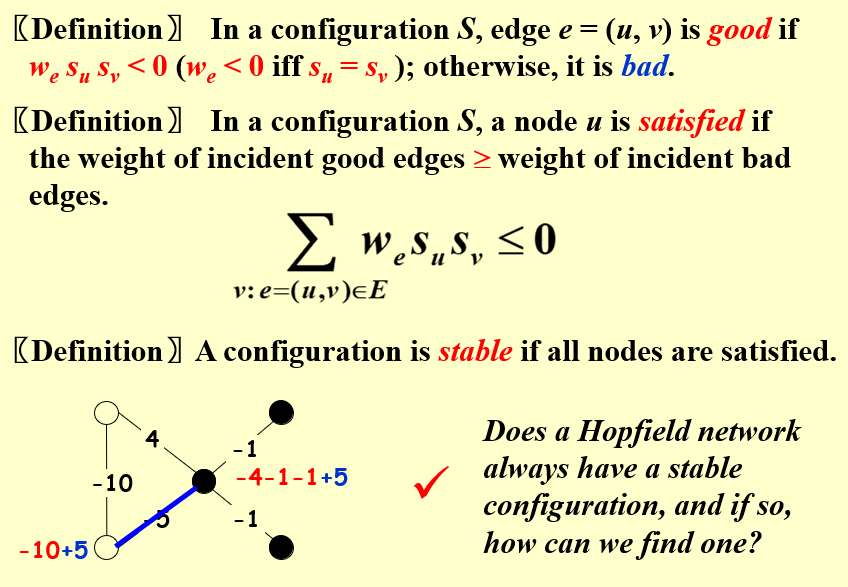 〖Definition〗 In a configuration S, edge e = (u, v) is good if
w_e s_u s_v < 0 (w_e < 0 iff s_u = s_v ); otherwise, it is bad.
〖Definition〗 In a configuration S, a node u is satisfied if
the weight of incident good edges ≥ weight of incident bad
edges.
∑ w_e s_u s_v ≤ 0
v: e=(u,v)∈E
〖Definition〗 A configuration is stable if all nodes are satisfied.
4
-1
-10
-4-1-1+5
-5
-1
-10+5
✓
Does a Hopfield network
always have a stable
configuration, and if so,
how can we find one?